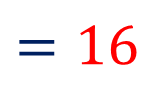 = 16